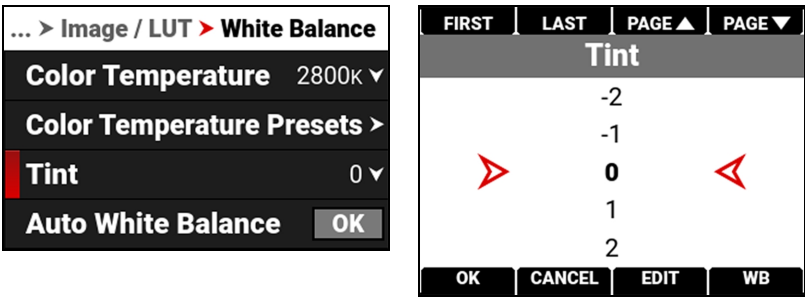 ... > Image / LUT > White Balance
Color Temperature 2800K
Color Temperature Presets >
Tint 0
Auto White Balance OK
FIRST LAST PAGE▲ PAGE▼
Tint
-2
-1
0
1
2
OK CANCEL EDIT WB